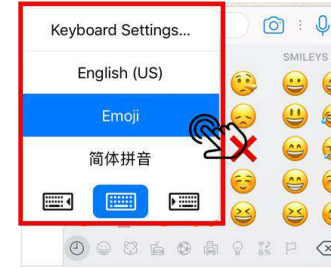 Keyboard Settings...
SMILEYS
English (US)
Emoji
简体拼音